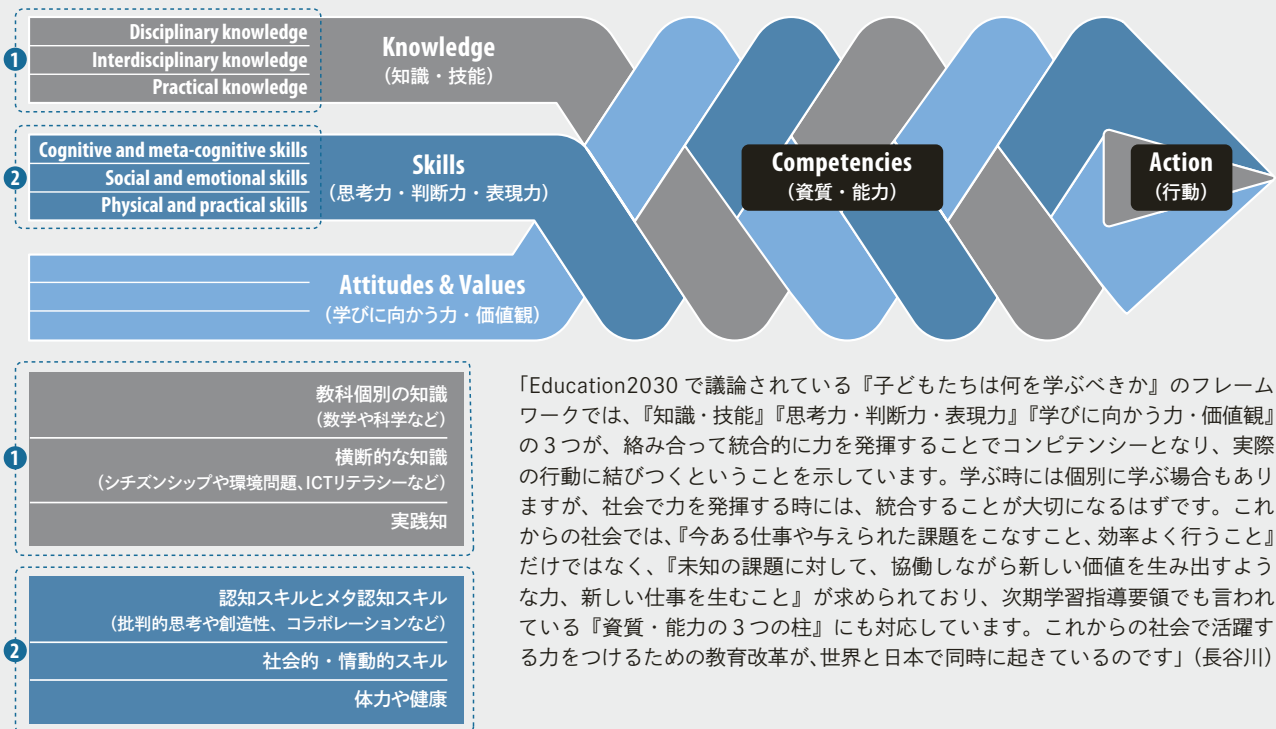 1
Disciplinary knowledge
Interdisciplinary knowledge
Practical knowledge
Knowledge
（知識・技能）
2
Cognitive and meta-cognitive skills
Social and emotional skills
Physical and practical skills
Skills
（思考力・判断力・表現力）
Attitudes & Values
（学びに向かう力・価値観）
Competencies
（資質・能力）
Action
（行動）
1
教科個別の知識
（数学や科学など）
横断的な知識
（シチズンシップや環境問題、ICTリテラシーなど）
実践知
2
認知スキルとメタ認知スキル
（批判的思考や創造性、コラボレーションなど）
社会的・情動的スキル
体力や健康
「Education2030 で議論されている『子どもたちは何を学ぶべきか』のフレーム
ワークでは、『知識・技能』『思考力・判断力・表現力』『学びに向かう力・価値観』
の３つが、絡み合って統合的に力を発揮することでコンピテンシーとなり、実際
の行動に結びつくということを示しています。学ぶ時には個別に学ぶ場合もあり
ますが、社会で力を発揮する時には、統合することが大切になるはずです。これ
からの社会では、『今ある仕事や与えられた課題をこなすこと、効率よく行うこと』
だけではなく、『未知の課題に対して、協働しながら新しい価値を生み出すよう
な力、新しい仕事を生むこと』が求められており、次期学習指導要領でも言われ
ている『資質・能力の３つの柱』にも対応しています。これからの社会で活躍す
る力をつけるための教育改革が、世界と日本で同時に起きているのです」（長谷川）